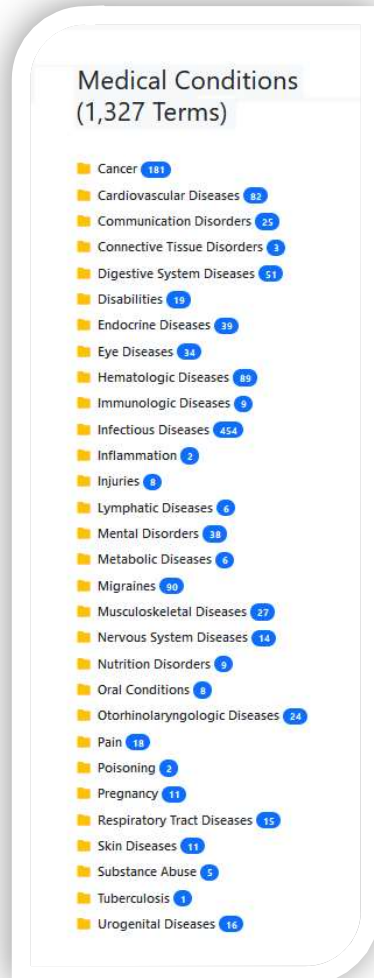 Medical Conditions
(1,327 Terms)
Cancer 181
Cardiovascular Diseases 82
Communication Disorders 25
Connective Tissue Disorders 3
Digestive System Diseases 51
Disabilities 19
Endocrine Diseases 39
Eye Diseases 34
Hematologic Diseases 89
Immunologic Diseases 9
Infectious Diseases 454
Inflammation 2
Injuries 8
Lymphatic Diseases 6
Mental Disorders 38
Metabolic Diseases 6
Migraines 90
Musculoskeletal Diseases 27
Nervous System Diseases 14
Nutrition Disorders 9
Oral Conditions 8
Otorhinolaryngologic Diseases 24
Pain 18
Poisoning 2
Pregnancy 11
Respiratory Tract Diseases 15
Skin Diseases 11
Substance Abuse 5
Tuberculosis 1
Urogenital Diseases 16